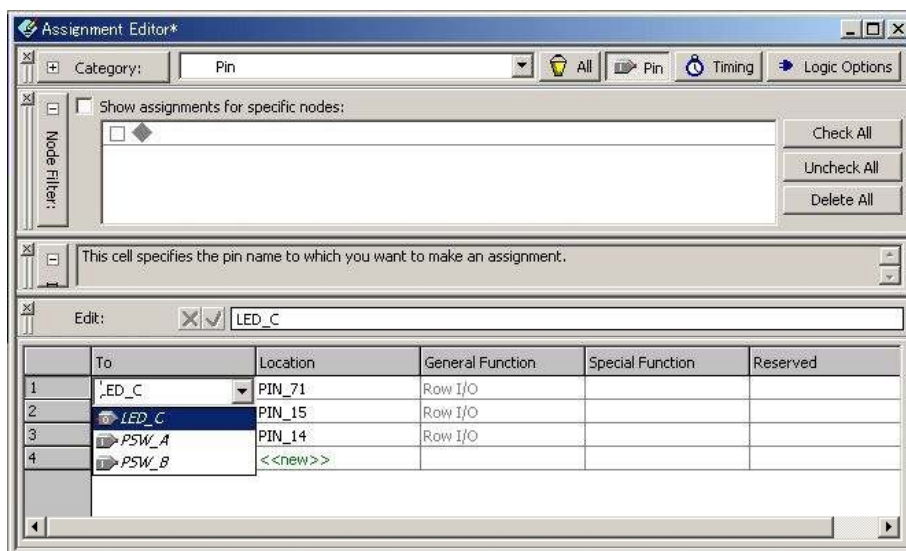 Assignment Editor*
Category: Pin All Pin Timing Logic Options
Show assignments for specific nodes:
Node Filter:
Check All
Uncheck All
Delete All
This cell specifies the pin name to which you want to make an assignment.
Edit: LED_C
To Location General Function Special Function Reserved
1 LED_C PIN_71 Row I/O
2 LED_C PIN_15 Row I/O
3 PSW_A PIN_14 Row I/O
4 PSW_B <<new>>